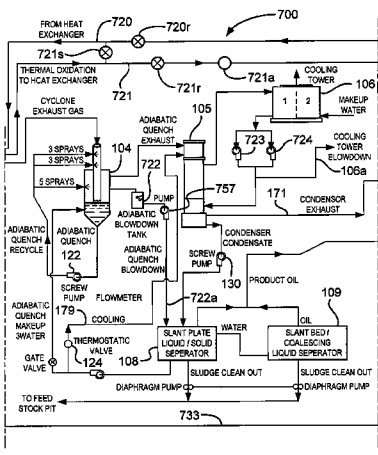 FROM HEAT
EXCHANGER
720
720r
700
721s
THERMAL OXIDATION
TO HEAT EXCHANGER
721
721r
721a
COOLING
TOWER
106
CYCLONE
EXHAUST GAS
ADIABATIC
QUENCH
EXHAUST
105
1
2
MAKEUP
WATER
3 SPRAYS
3 SPRAYS
104
723
724
5 SPRAYS
722
PUMP
757
COOLING
TOWER
BLOWDOWN
106a
ADIABATIC
BLOWDOWN
TANK
171
CONDENSOR
EXHAUST
ADIABATIC
QUENCH
RECYCLE
ADIABATIC
QUENCH
122
SCREW
PUMP
ADIABATIC
QUENCH
BLOWDOWN
CONDENSER
CONDENSATE
SCREW
PUMP
130
PRODUCT OIL
FLOWMETER
ADIABATIC
QUENCH
MAKEUP
3WATER
179
COOLING
722a
OIL
109
GATE
VALVE
THERMOSTATIC
VALVE
124
108
SLANT PLATE
LIQUID / SOLID
SEPERATOR
WATER
SLANT BED /
COALESCING
LIQUID SEPERATOR
SLUDGE CLEAN OUT
SLUDGE CLEAN OUT
DIAPHRAGM PUMP
DIAPHRAGM PUMP
TO FEED
STOCK PIT
733